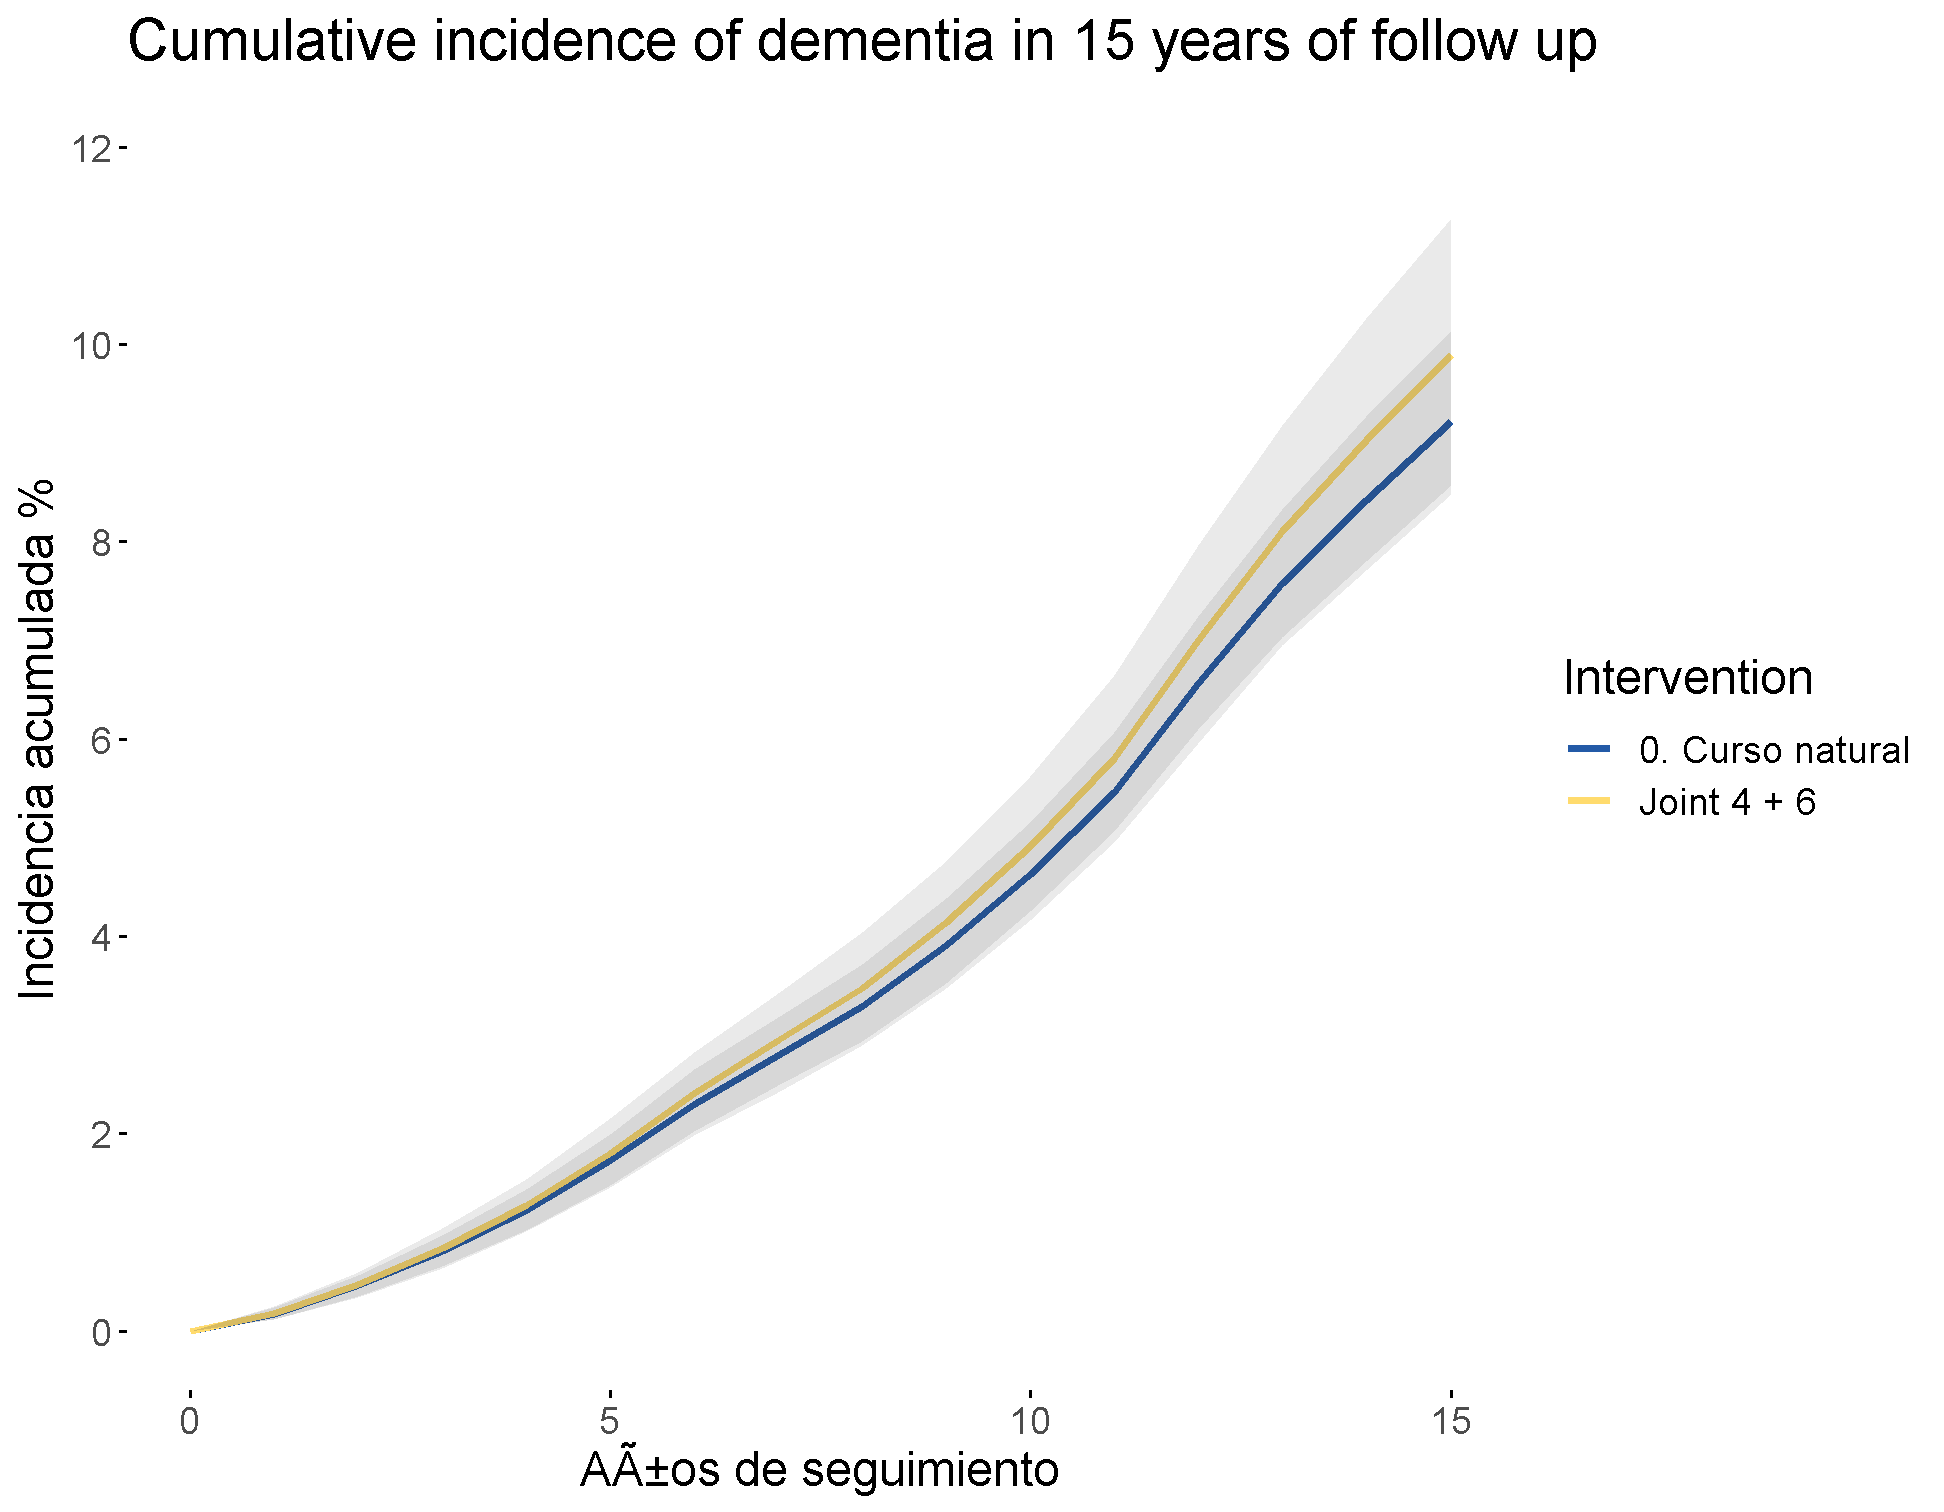 Cumulative incidence of dementia in 15 years of follow up
12
10
8
6
4
2
0
Incidencia acumulada %
0
5
10
15
AÃ±os de seguimiento
Intervention
0. Curso natural
Joint 4 + 6